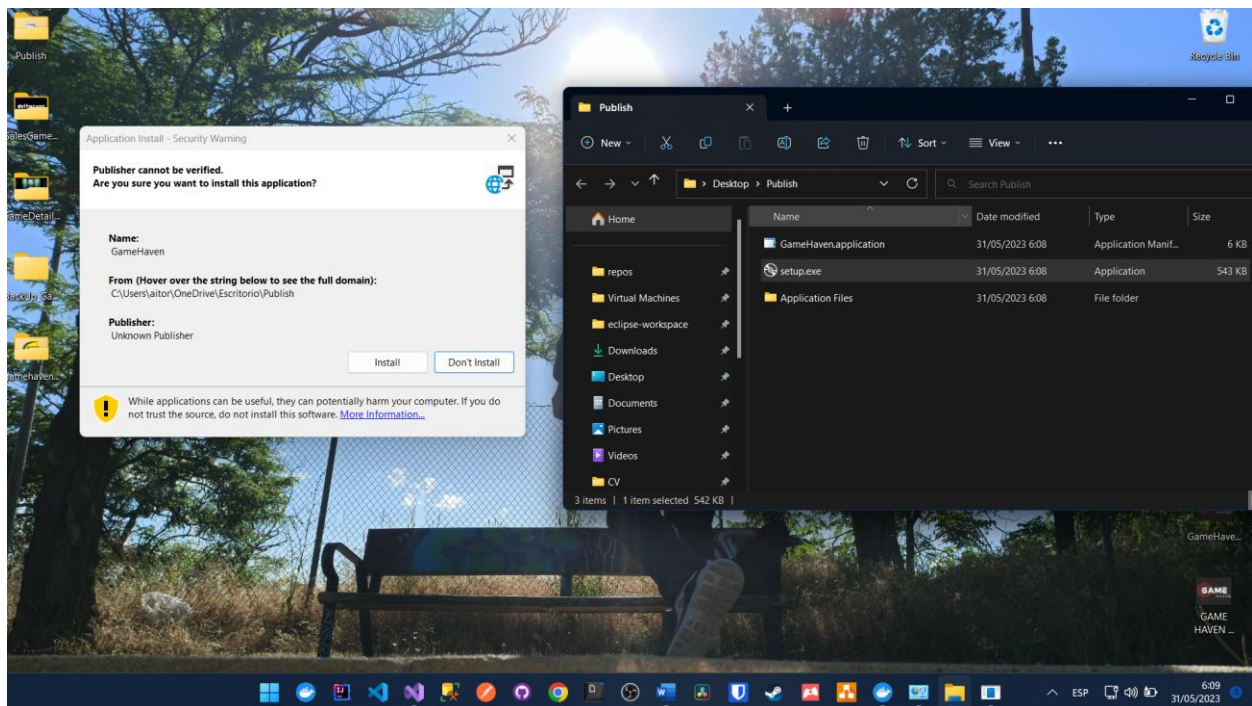 Publish
Recycle Bin
Application Install - Security Warning
Publisher cannot be verified.
Are you sure you want to install this application?
Name:
GameHaven
From (Hover over the string below to see the full domain):
C:\Users\aitor\OneDrive\Escritorio\Publish
Publisher:
Unknown Publisher
Install
Don't Install
While applications can be useful, they can potentially harm your computer. If you do
not trust the source, do not install this software. More Information...
Publish
New
Sort
View
Desktop > Publish
Search Publish
Home
repos
Virtual Machines
eclipse-workspace
Downloads
Desktop
Documents
Pictures
Videos
CV
Name Date modified Type Size
GameHaven.application 31/05/2023 6:08 Application Manif... 6 KB
setup.exe 31/05/2023 6:08 Application 543 KB
Application Files 31/05/2023 6:08 File folder
3 items | 1 item selected 542 KB |
GameHave...
GAME
GAME
HAVEN ...
ESP
6:09
31/05/2023